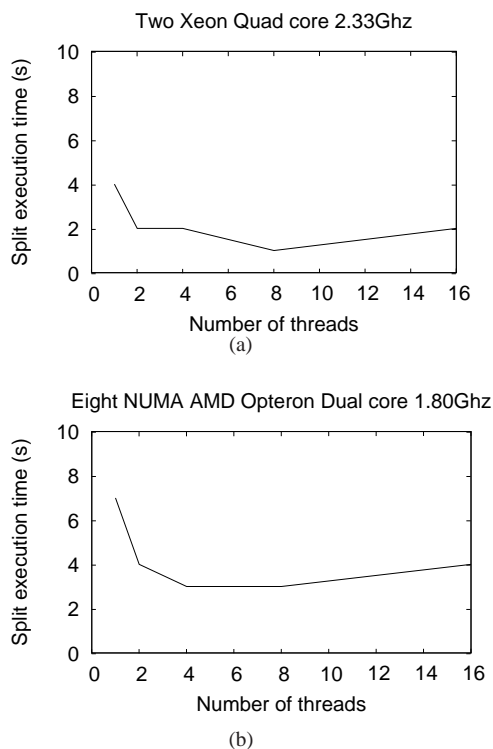 Two Xeon Quad core 2.33Ghz
10
8
6
4
2
0
Split execution time (s)
0 2 4 6 8 10 12 14 16
Number of threads
(a)
Eight NUMA AMD Opteron Dual core 1.80Ghz
10
8
6
4
2
0
Split execution time (s)
0 2 4 6 8 10 12 14 16
Number of threads
(b)